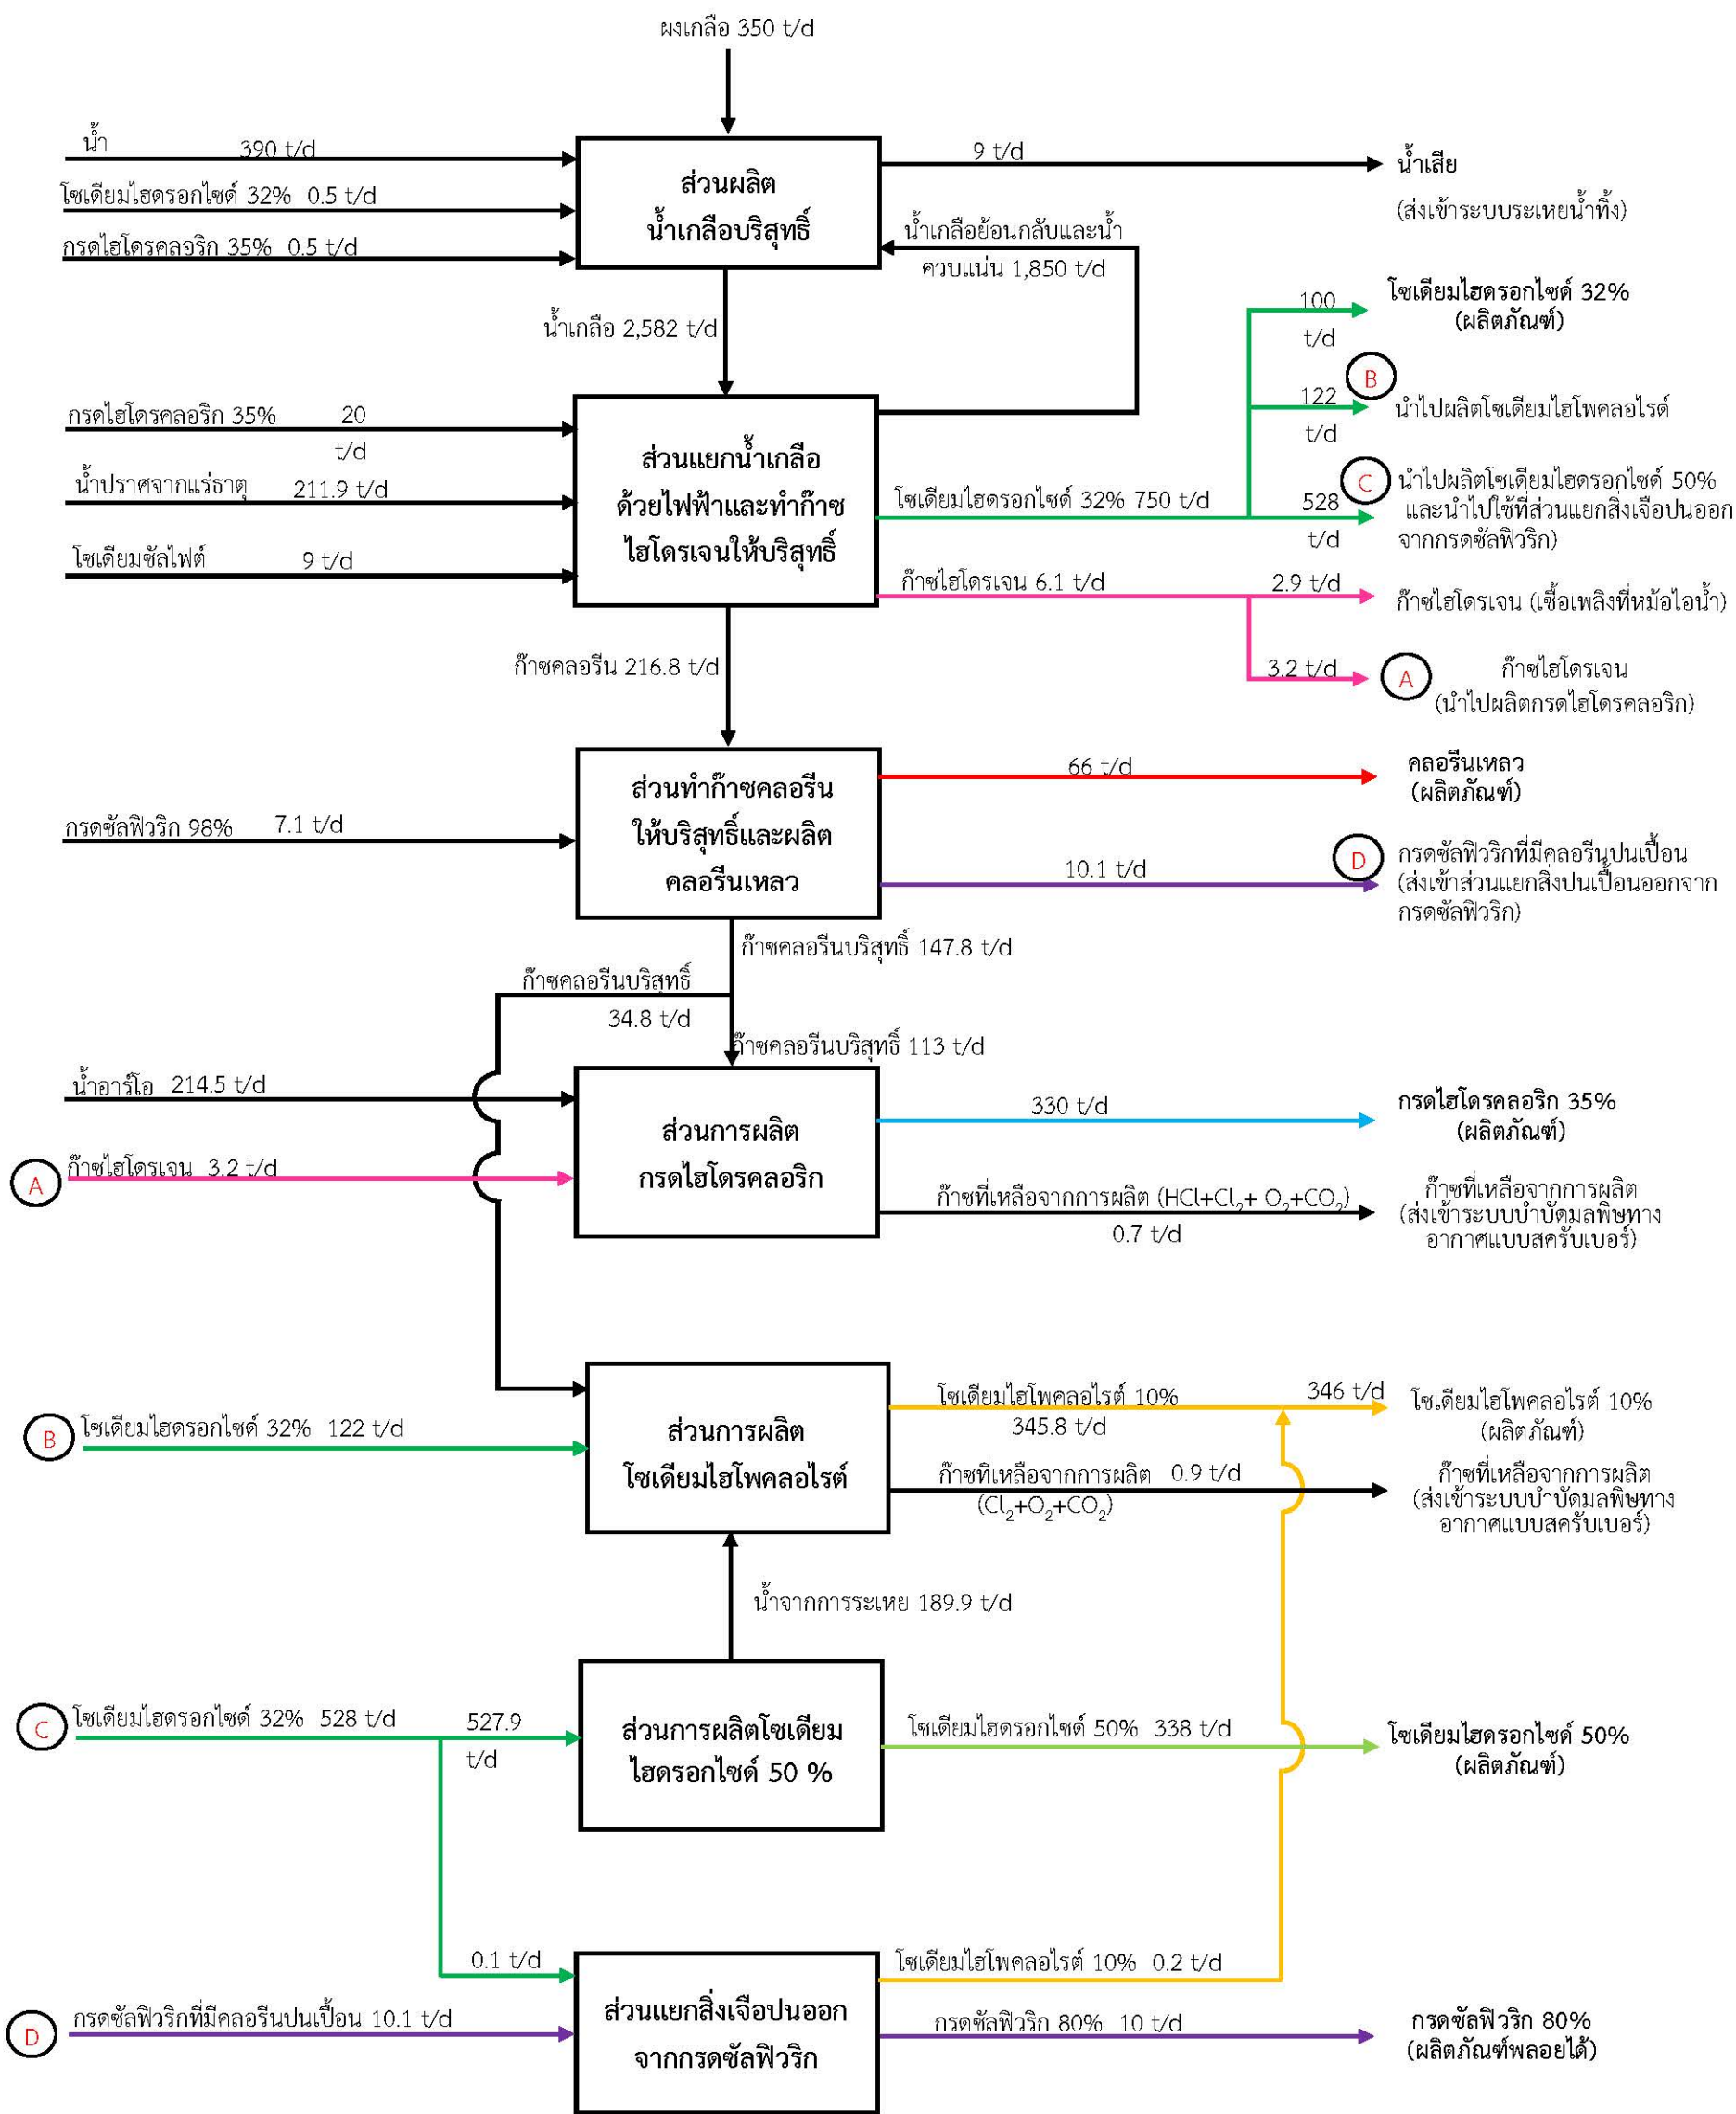 ผงเกลือ 350 t/d
น้ำ 390 t/d
โซเดียมไฮดรอกไซด์ 32% 0.5 t/d
กรดไฮโดรคลอริก 35% 0.5 t/d
ส่วนผลิต
น้ำเกลือบริสุทธิ์
9 t/d
น้ำเสีย
(ส่งเข้าระบบระเหยน้ำทิ้ง)
น้ำเกลือย้อนกลับและน้ำ
ควบแน่น 1,850 t/d
น้ำเกลือ 2,582 t/d
100
t/d
โซเดียมไฮดรอกไซด์ 32%
(ผลิตภัณฑ์)
B
122
t/d
นำไปผลิตโซเดียมไฮโพคลอไรด์
กรดไฮโดรคลอริก 35% 20
t/d
น้ำปราศจากแร่ธาตุ 211.9 t/d
โซเดียมซัลไฟต์ 9 t/d
ส่วนแยกน้ำเกลือ
ด้วยไฟฟ้าและทำก๊าซ
ไฮโดรเจนให้บริสุทธิ์
โซเดียมไฮดรอกไซด์ 32% 750 t/d
C
528
t/d
นำไปผลิตโซเดียมไฮดรอกไซด์ 50%
และนำไปใช้ที่ส่วนแยกสิ่งเจือปนออก
จากกรดซัลฟิวริก)
ก๊าซไฮโดรเจน 6.1 t/d
2.9 t/d
ก๊าซไฮโดรเจน (เชื้อเพลิงที่หม้อไอน้ำ)
3.2 t/d
A
ก๊าซไฮโดรเจน
(นำไปผลิตกรดไฮโดรคลอริก)
ก๊าซคลอรีน 216.8 t/d
กรดซัลฟิวริก 98% 7.1 t/d
ส่วนทำก๊าซคลอรีน
ให้บริสุทธิ์และผลิต
คลอรีนเหลว
66 t/d
คลอรีนเหลว
(ผลิตภัณฑ์)
10.1 t/d
D
กรดซัลฟิวริกที่มีคลอรีนปนเปื้อน
(ส่งเข้าส่วนแยกสิ่งปนเปื้อนออกจาก
กรดซัลฟิวริก)
ก๊าซคลอรีนบริสุทธิ์ 147.8 t/d
ก๊าซคลอรีนบริสุทธิ์
34.8 t/d
ก๊าซคลอรีนบริสุทธิ์ 113 t/d
น้ำอาร์โอ 214.5 t/d
A
ก๊าซไฮโดรเจน 3.2 t/d
ส่วนการผลิต
กรดไฮโดรคลอริก
330 t/d
กรดไฮโดรคลอริก 35%
(ผลิตภัณฑ์)
ก๊าซที่เหลือจากการผลิต (HCl+Cl₂+ O₂+CO₂)
0.7 t/d
ก๊าซที่เหลือจากการผลิต
(ส่งเข้าระบบบำบัดมลพิษทาง
อากาศแบบสครับเบอร์)
B
โซเดียมไฮดรอกไซด์ 32% 122 t/d
ส่วนการผลิต
โซเดียมไฮโพคลอไรต์
โซเดียมไฮโพคลอไรต์ 10%
345.8 t/d
346 t/d
โซเดียมไฮโพคลอไรต์ 10%
(ผลิตภัณฑ์)
ก๊าซที่เหลือจากการผลิต 0.9 t/d
(Cl₂+O₂+CO₂)
ก๊าซที่เหลือจากการผลิต
(ส่งเข้าระบบบำบัดมลพิษทาง
อากาศแบบสครับเบอร์)
น้ำจากการระเหย 189.9 t/d
C
โซเดียมไฮดรอกไซด์ 32% 528 t/d
527.9
t/d
ส่วนการผลิตโซเดียม
ไฮดรอกไซด์ 50 %
โซเดียมไฮดรอกไซด์ 50% 338 t/d
โซเดียมไฮดรอกไซด์ 50%
(ผลิตภัณฑ์)
0.1 t/d
D
กรดซัลฟิวริกที่มีคลอรีนปนเปื้อน 10.1 t/d
ส่วนแยกสิ่งเจือปนออก
จากกรดซัลฟิวริก
โซเดียมไฮโพคลอไรต์ 10% 0.2 t/d
กรดซัลฟิวริก 80% 10 t/d
กรดซัลฟิวริก 80%
(ผลิตภัณฑ์พลอยได้)